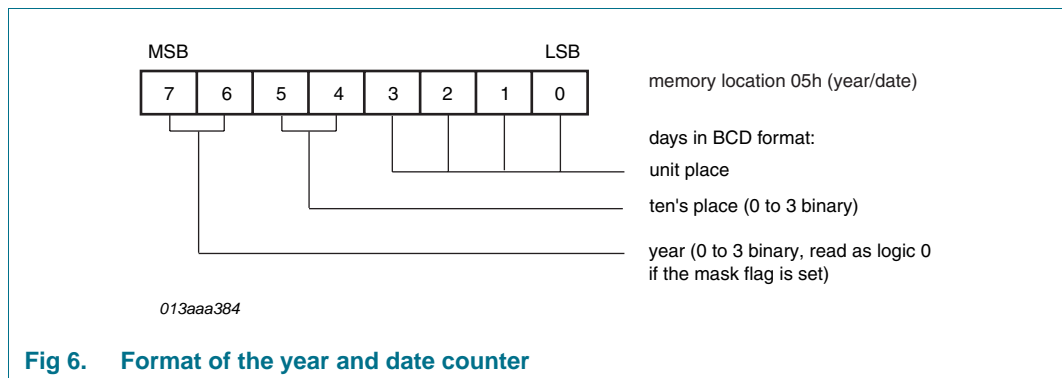 MSB LSB
7 6 5 4 3 2 1 0
memory location 05h (year/date)
days in BCD format:
unit place
ten's place (0 to 3 binary)
year (0 to 3 binary, read as logic 0
if the mask flag is set)
013aaa384
Fig 6. Format of the year and date counter